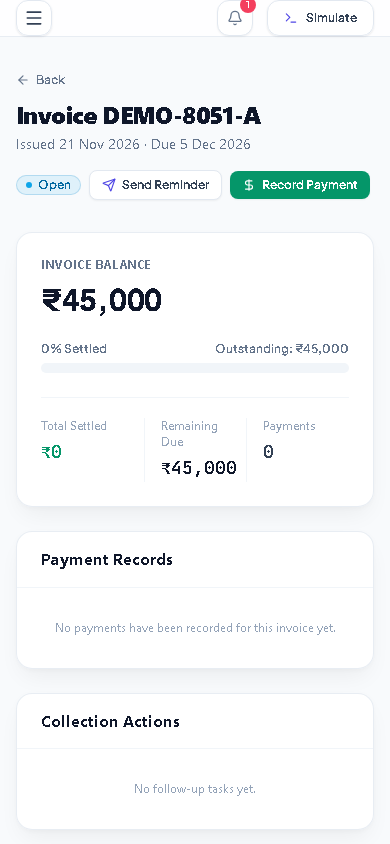 1
Simulate
Back
Invoice DEMO-8051-A
Issued 21 Nov 2026 · Due 5 Dec 2026
Open
Send Reminder
Record Payment
INVOICE BALANCE
₹45,000
0% Settled
Outstanding: ₹45,000
Total Settled
₹0
Remaining
Due
₹45,000
Payments
0
Payment Records
No payments have been recorded for this invoice yet.
Collection Actions
No follow-up tasks yet.